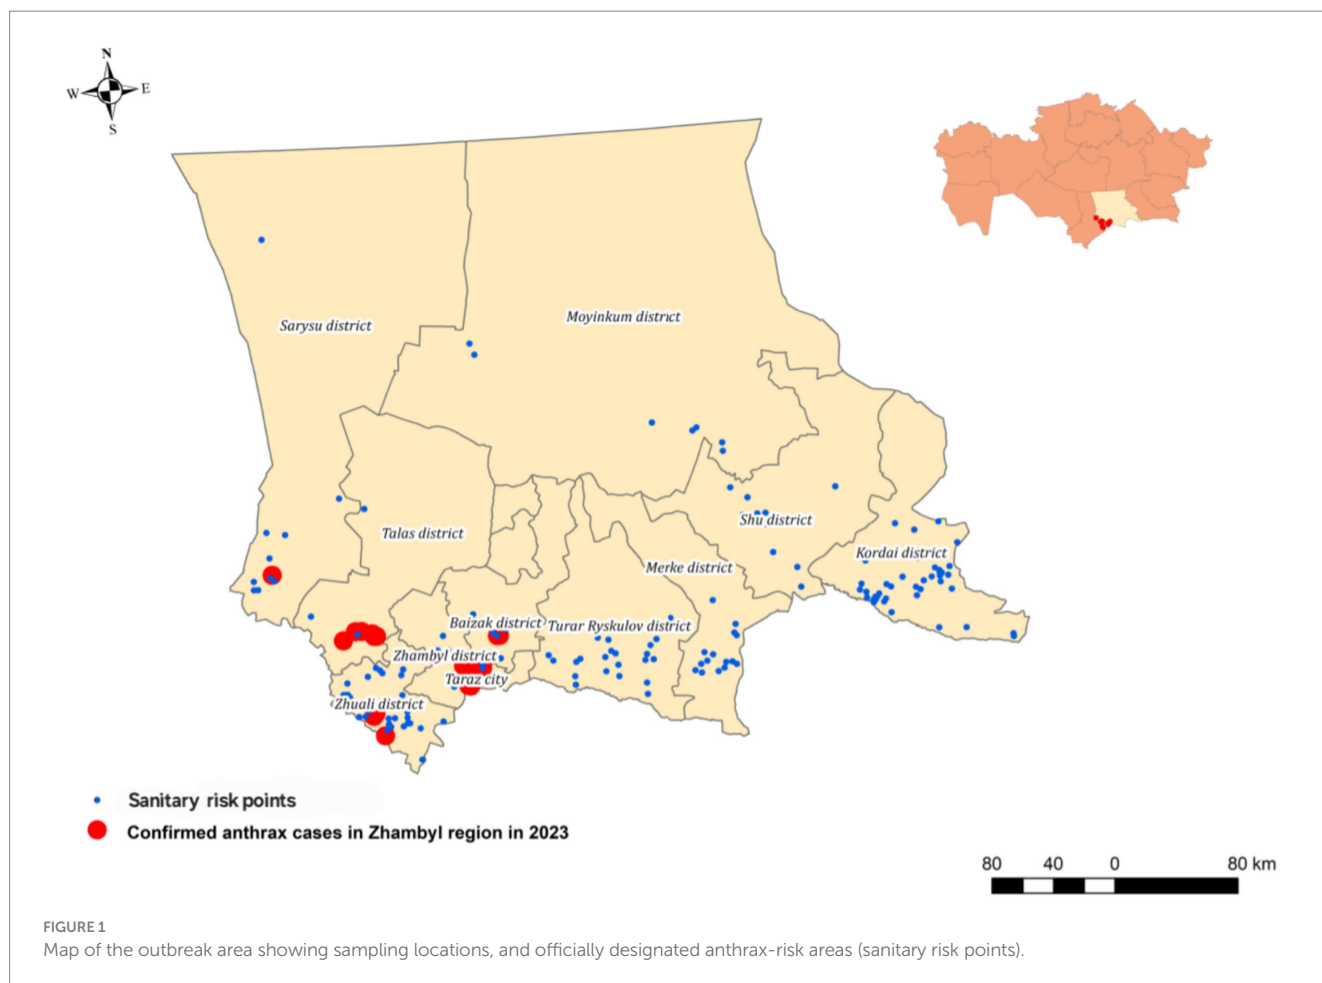 N
W E
S
Sarysu district
Moyinkum district
Talas district
Shu district
Kordai district
Merke district
Baizak district
Turar Ryskulov district
Zhambyl district
Taraz city
Zhuali district
Sanitary risk points
Confirmed anthrax cases in Zhambyl region in 2023
80 40 0 80 km
FIGURE 1
Map of the outbreak area showing sampling locations, and officially designated anthrax-risk areas (sanitary risk points).